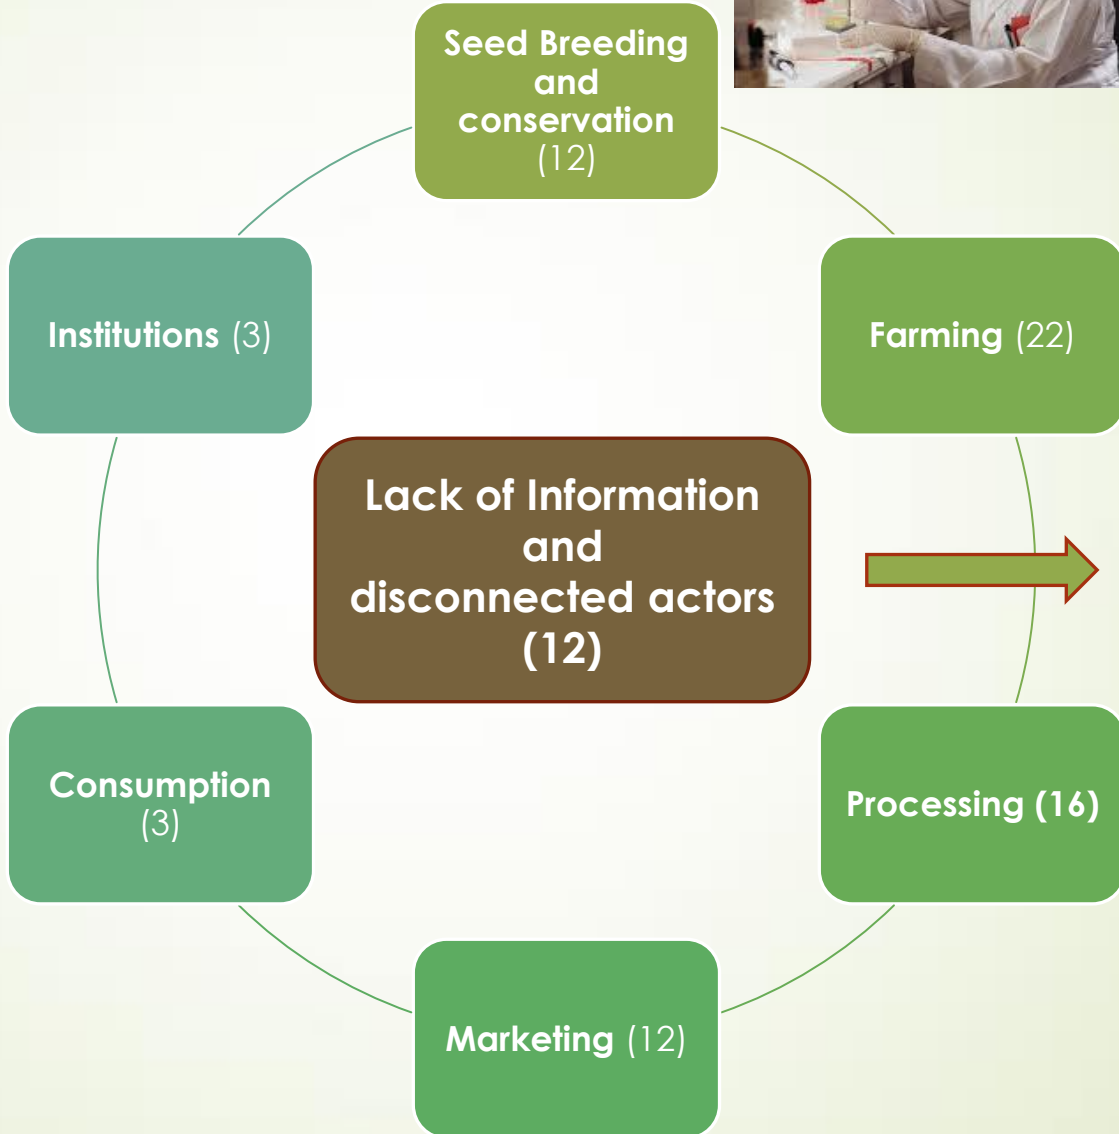 Seed Breeding
and
conservation
(12)
Institutions (3)
Farming (22)
Lack of Information
and
disconnected actors
(12)
Consumption
(3)
Processing (16)
Marketing (12)